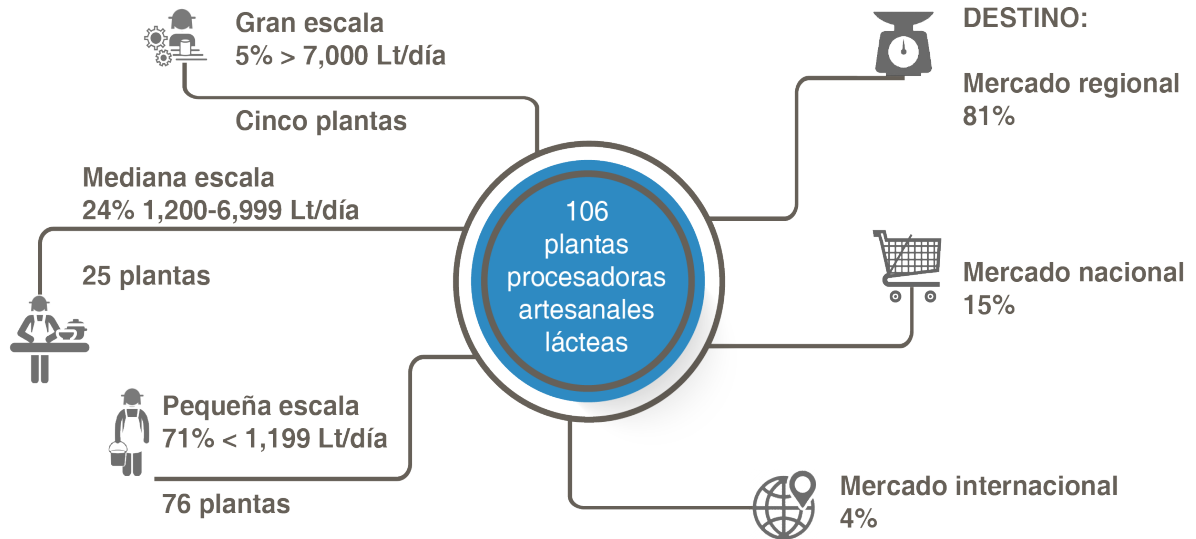 Gran escala
5% > 7,000 Lt/día
Cinco plantas
Mediana escala
24% 1,200-6,999 Lt/día
25 plantas
Pequeña escala
71% < 1,199 Lt/día
76 plantas
106
plantas
procesadoras
artesanales
lácteas
DESTINO:
Mercado regional
81%
Mercado nacional
15%
Mercado internacional
4%